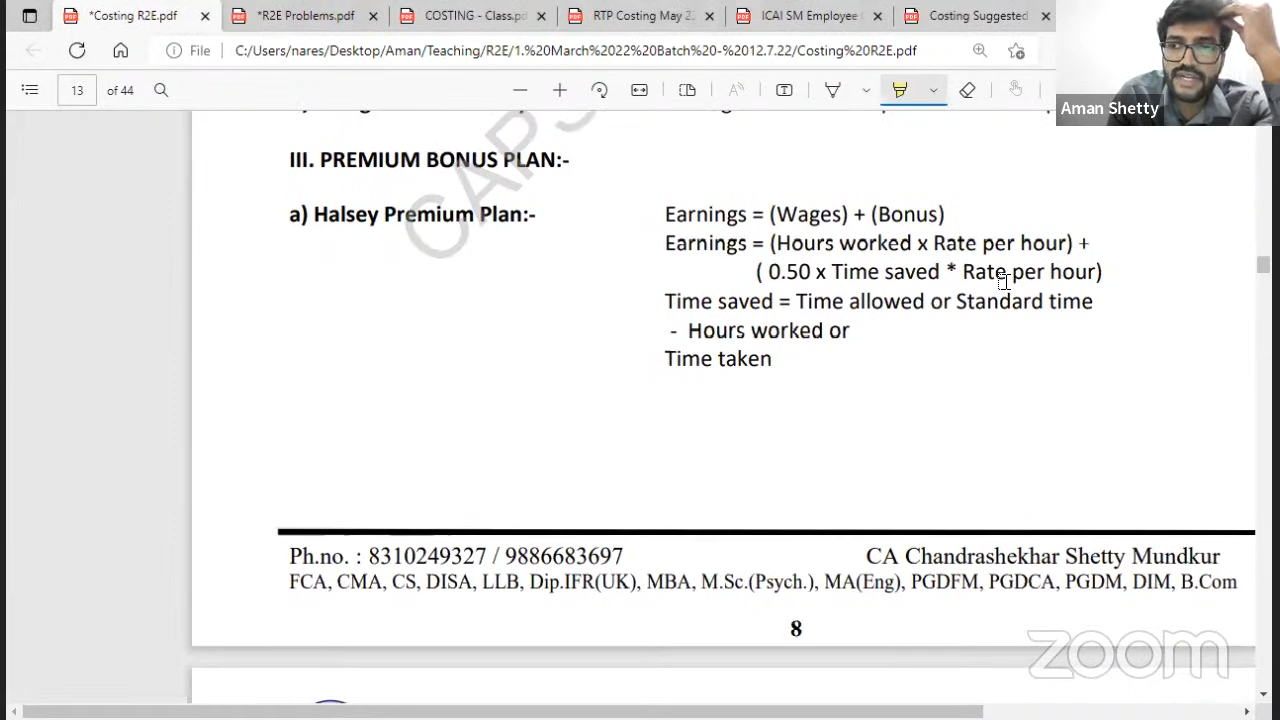 *Costing R2E.pdf
*R2E Problems.pdf
COSTING - Class.pd
RTP Costing May 2
ICAI SM Employee
Costing Suggested
File
C:/Users/nares/Desktop/Aman/Teaching/R2E/1.%20March%2022%20Batch%20-%2012.7.22/Costing%20R2E.pdf
13 of 44
Aman Shetty
III. PREMIUM BONUS PLAN:-
a) Halsey Premium Plan:-
Earnings = (Wages) + (Bonus)
Earnings = (Hours worked x Rate per hour) +
( 0.50 x Time saved * Rate per hour)
Time saved = Time allowed or Standard time
- Hours worked or
Time taken
CAPS
Ph.no. : 8310249327 / 9886683697
CA Chandrashekhar Shetty Mundkur
FCA, CMA, CS, DISA, LLB, Dip.IFR(UK), MBA, M.Sc.(Psych.), MA(Eng), PGDFM, PGDCA, PGDM, DIM, B.Com
8
zoom